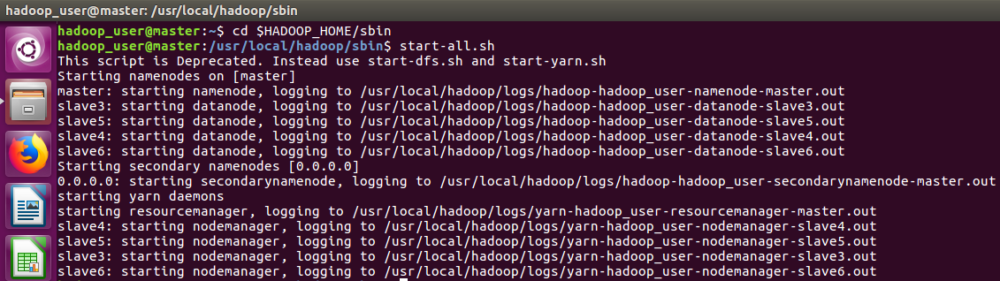 hadoop_user@master: /usr/local/hadoop/sbin
hadoop_user@master:~$ cd $HADOOP_HOME/sbin
hadoop_user@master:/usr/local/hadoop/sbin$ start-all.sh
This script is Deprecated. Instead use start-dfs.sh and start-yarn.sh
Starting namenodes on [master]
master: starting namenode, logging to /usr/local/hadoop/logs/hadoop-hadoop_user-namenode-master.out
slave3: starting datanode, logging to /usr/local/hadoop/logs/hadoop-hadoop_user-datanode-slave3.out
slave5: starting datanode, logging to /usr/local/hadoop/logs/hadoop-hadoop_user-datanode-slave5.out
slave4: starting datanode, logging to /usr/local/hadoop/logs/hadoop-hadoop_user-datanode-slave4.out
slave6: starting datanode, logging to /usr/local/hadoop/logs/hadoop-hadoop_user-datanode-slave6.out
Starting secondary namenodes [0.0.0.0]
0.0.0.0: starting secondarynamenode, logging to /usr/local/hadoop/logs/hadoop-hadoop_user-secondarynamenode-master.out
starting yarn daemons
starting resourcemanager, logging to /usr/local/hadoop/logs/yarn-hadoop_user-resourcemanager-master.out
slave4: starting nodemanager, logging to /usr/local/hadoop/logs/yarn-hadoop_user-nodemanager-slave4.out
slave5: starting nodemanager, logging to /usr/local/hadoop/logs/yarn-hadoop_user-nodemanager-slave5.out
slave3: starting nodemanager, logging to /usr/local/hadoop/logs/yarn-hadoop_user-nodemanager-slave3.out
slave6: starting nodemanager, logging to /usr/local/hadoop/logs/yarn-hadoop_user-nodemanager-slave6.out